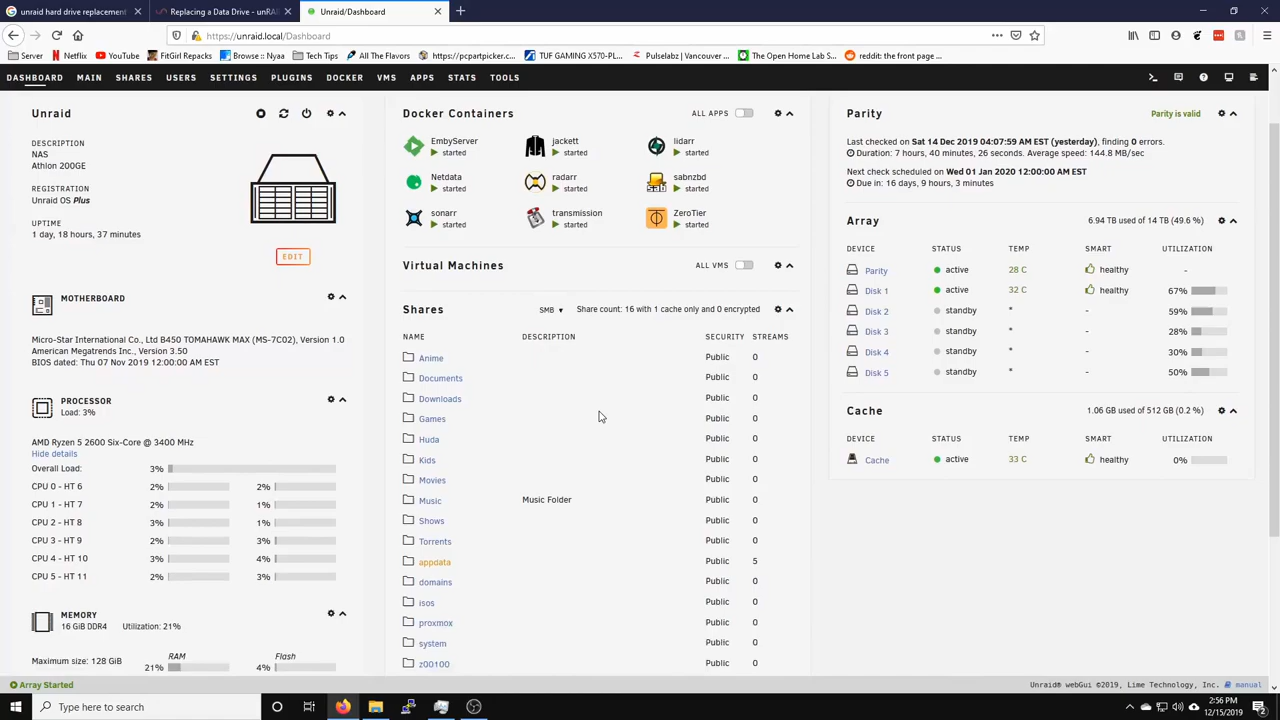 unraid hard drive replacement
Replacing a Data Drive - unRAI
Unraid/Dashboard
https://unraid.local/Dashboard
Server
Netflix
YouTube
FitGirl Repacks
Browse :: Nyaa
Tech Tips
All The Flavors
https://pcpartpicker.c...
TUF GAMING X570-PL...
Pulselabz | Vancouver ...
The Open Home Lab S...
reddit: the front page ...
DASHBOARD MAIN SHARES USERS SETTINGS PLUGINS DOCKER VMS APPS STATS TOOLS
Unraid
DESCRIPTION
NAS
Athlon 200GE
REGISTRATION
Unraid OS Plus
UPTIME
1 day, 18 hours, 37 minutes
EDIT
MOTHERBOARD
Micro-Star International Co., Ltd B450 TOMAHAWK MAX (MS-7C02), Version 1.0
American Megatrends Inc., Version 3.50
BIOS dated: Thu 07 Nov 2019 12:00:00 AM EST
PROCESSOR
Load: 3%
AMD Ryzen 5 2600 Six-Core @ 3400 MHz
Hide details
Overall Load: 3%
CPU 0 - HT 6 2% 2%
CPU 1 - HT 7 2% 1%
CPU 2 - HT 8 3% 1%
CPU 3 - HT 9 2% 3%
CPU 4 - HT 10 3% 4%
CPU 5 - HT 11 2% 3%
MEMORY
16 GiB DDR4 Utilization: 21%
RAM Flash
Maximum size: 128 GiB 21% 4%
Docker Containers ALL APPS
EmbyServer
started
jackett
started
lidarr
started
Netdata
started
radarr
started
sabnzbd
started
sonarr
started
transmission
started
ZeroTier
started
Virtual Machines ALL VMS
Shares SMB Share count: 16 with 1 cache only and 0 encrypted
NAME DESCRIPTION SECURITY STREAMS
Anime Public 0
Documents Public 0
Downloads Public 0
Games Public 0
Huda Public 0
Kids Public 0
Movies Public 0
Music Music Folder Public 0
Shows Public 0
Torrents Public 0
appdata Public 5
domains Public 0
isos Public 0
proxmox Public 0
system Public 0
z00100 Public 0
Parity Parity is valid
Last checked on Sat 14 Dec 2019 04:07:59 AM EST (yesterday), finding 0 errors.
Duration: 7 hours, 40 minutes, 26 seconds. Average speed: 144.8 MB/sec
Next check scheduled on Wed 01 Jan 2020 12:00:00 AM EST
Due in: 16 days, 9 hours, 3 minutes
Array 6.94 TB used of 14 TB (49.6 %)
DEVICE STATUS TEMP SMART UTILIZATION
Parity active 28 C healthy -
Disk 1 active 32 C healthy 67%
Disk 2 standby * - 59%
Disk 3 standby * - 28%
Disk 4 standby * - 30%
Disk 5 standby * - 50%
Cache 1.06 GB used of 512 GB (0.2 %)
DEVICE STATUS TEMP SMART UTILIZATION
Cache active 33 C healthy 0%
Array Started
Unraid® webGui ©2019, Lime Technology, Inc. manual
Type here to search
2:56 PM
12/15/2019
2